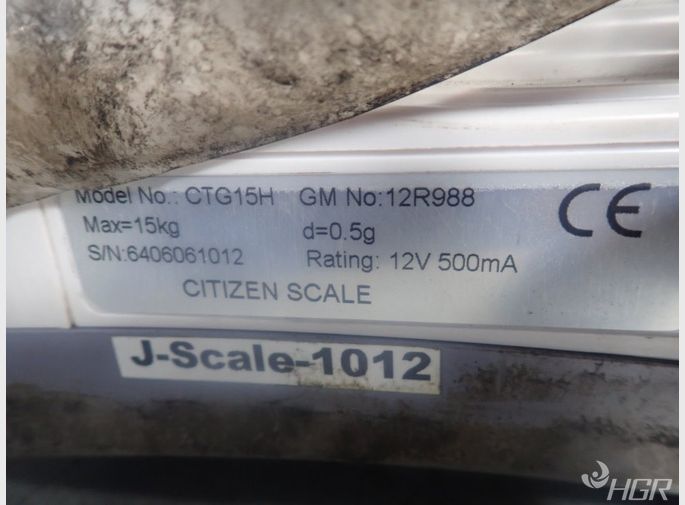 Model No.: CTG15H GM No:12R988
Max=15kg d=0.5g
S/N:6406061012 Rating: 12V 500mA
CITIZEN SCALE
CE
J-Scale-1012
HGR